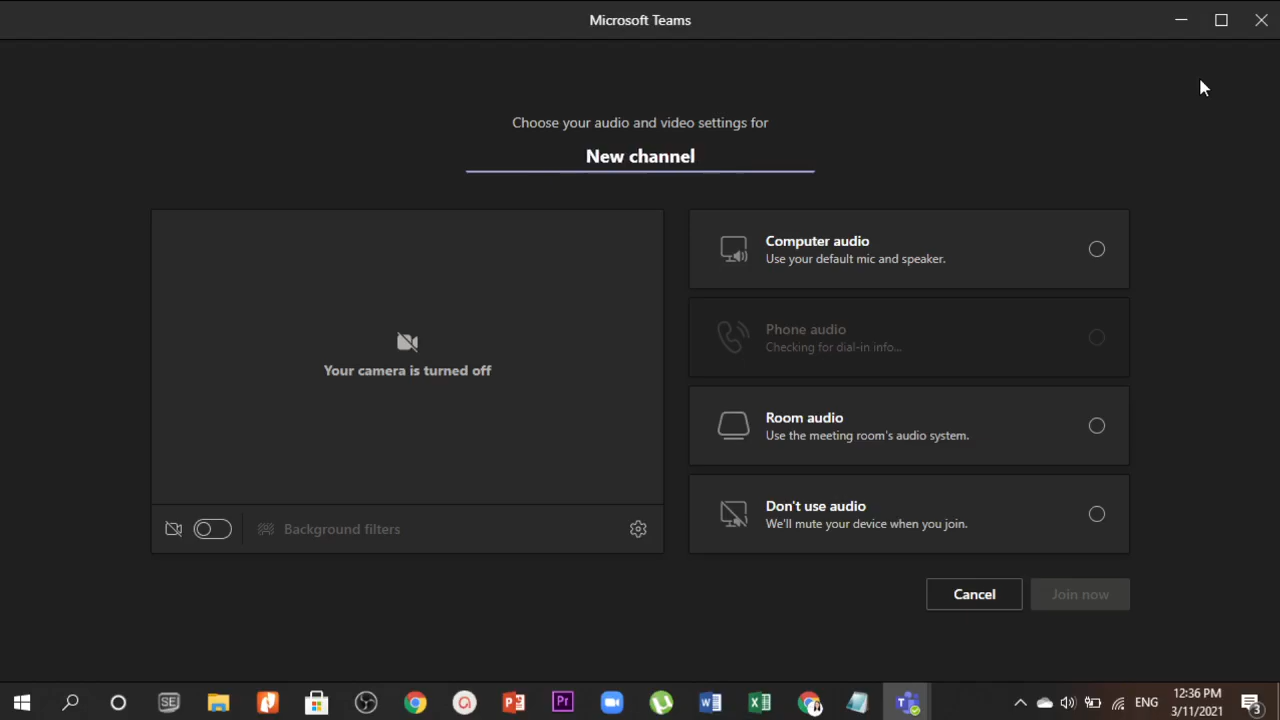 Microsoft Teams
Choose your audio and video settings for
New channel
Your camera is turned off
Background filters
Computer audio
Use your default mic and speaker.
Phone audio
Checking for dial-in info...
Room audio
Use the meeting room's audio system.
Don't use audio
We'll mute your device when you join.
Cancel
Join now
SE
Pr
ENG
12:36 PM
3/11/2021
3